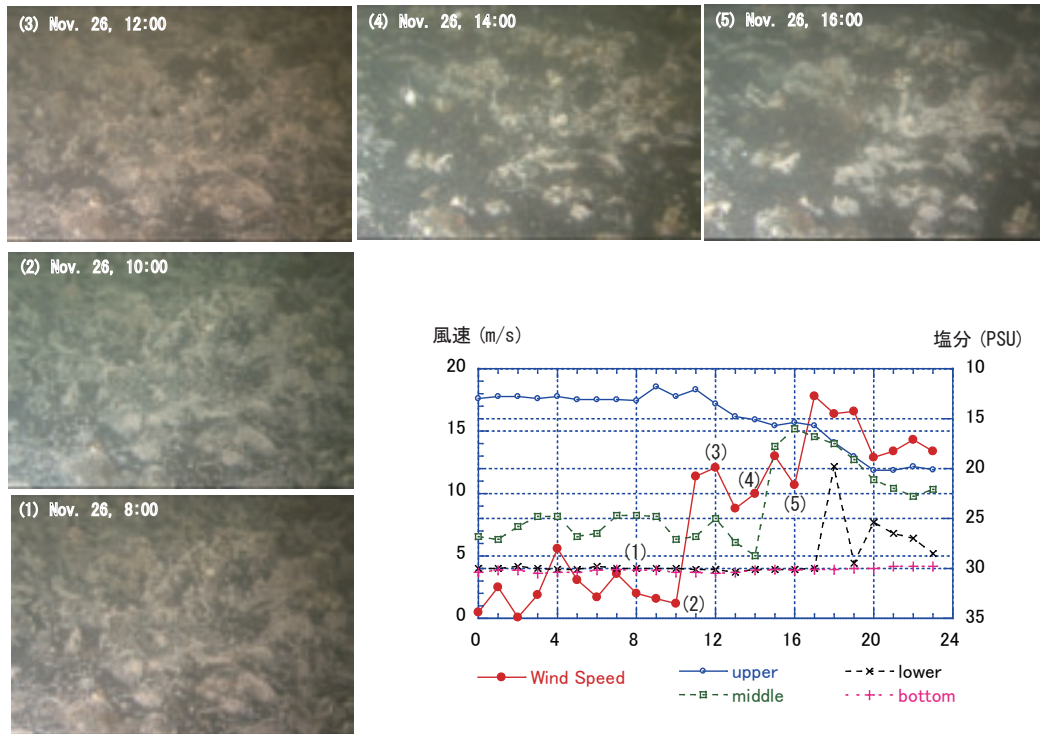 (3) Nov. 26, 12:00
(4) Nov. 26, 14:00
(5) Nov. 26, 16:00
(2) Nov. 26, 10:00
(1) Nov. 26, 8:00
風速 (m/s)
塩分 (PSU)
20
15
10
5
0
10
15
20
25
30
35
0
4
8
12
16
20
24
(1)
(2)
(3)
(4)
(5)
Wind Speed
upper
lower
middle
bottom